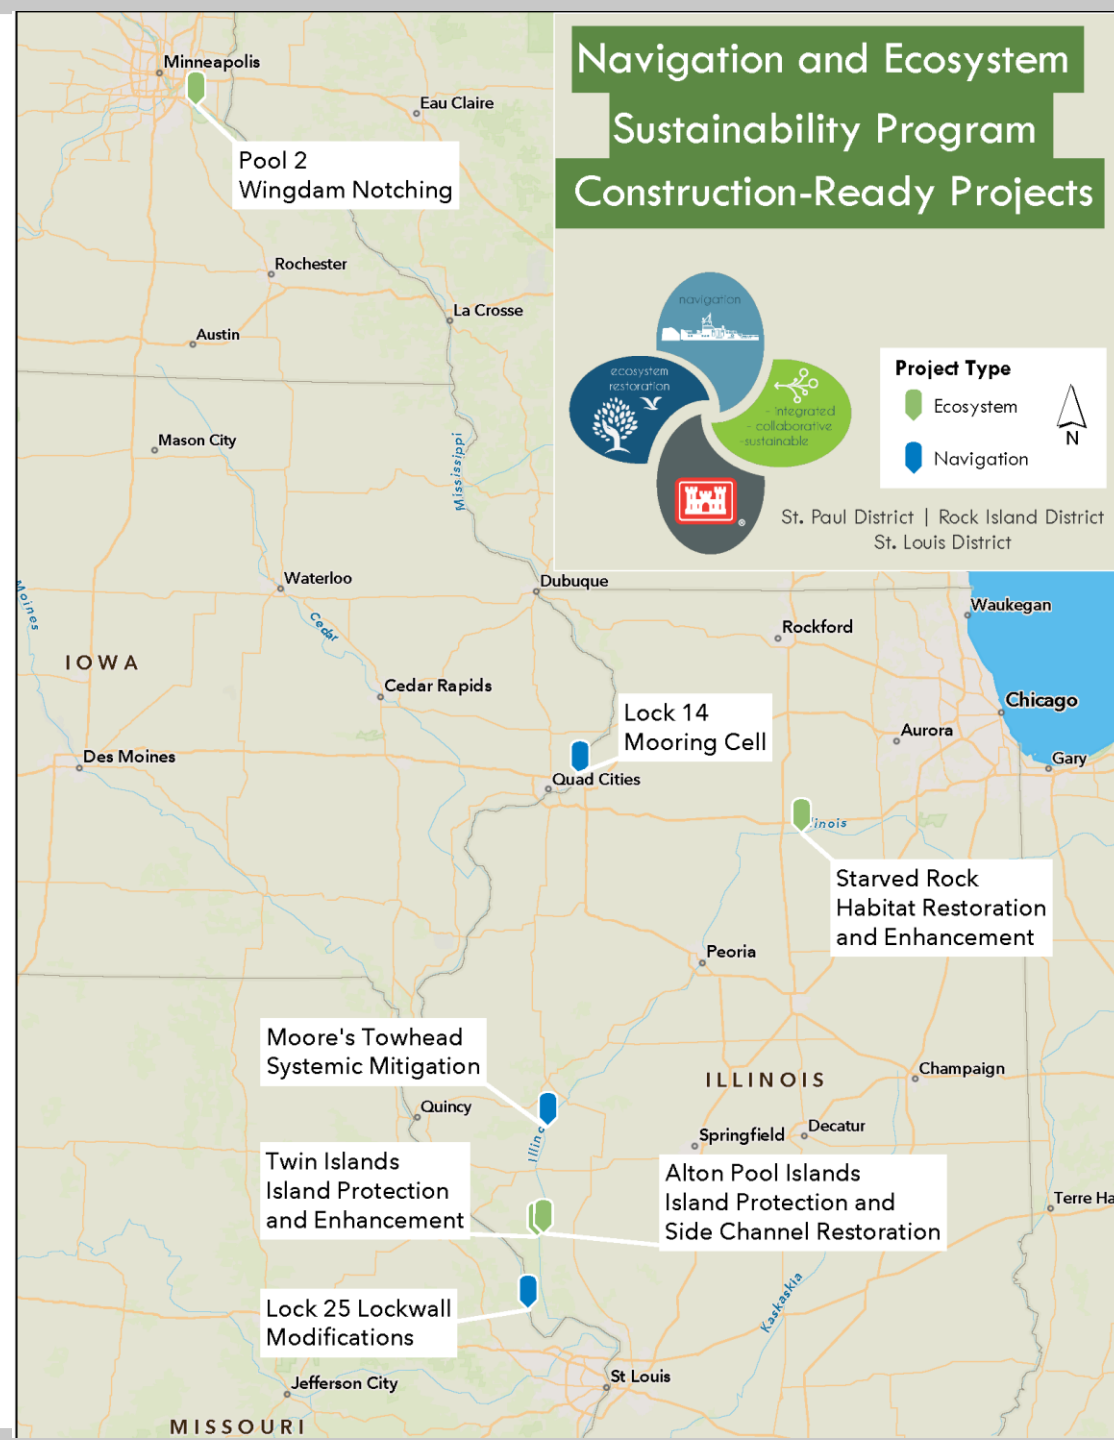 Navigation and Ecosystem
Sustainability Program
Construction-Ready Projects
navigation
ecosystem
restoration
- integrated
- collaborative
-sustainable
®
Project Type
Ecosystem
Navigation
N
St. Paul District | Rock Island District
St. Louis District
Minneapolis
Eau Claire
Pool 2
Wingdam Notching
Rochester
La Crosse
Austin
Mason City
Mississippi
Waterloo
Dubuque
Moines
Cedar
Waukegan
Rockford
IOWA
Cedar Rapids
Chicago
Lock 14
Mooring Cell
Aurora
Des Moines
Gary
Quad Cities
inois
Starved Rock
Habitat Restoration
and Enhancement
Peoria
Moore's Towhead
Systemic Mitigation
ILLINOIS
Champaign
Quincy
Illino
Springfield
Decatur
Twin Islands
Island Protection
and Enhancement
Alton Pool Islands
Island Protection and
Side Channel Restoration
Terre Ha
Kaskaskia
Lock 25 Lockwall
Modifications
St Louis
Jefferson City
MISSOURI